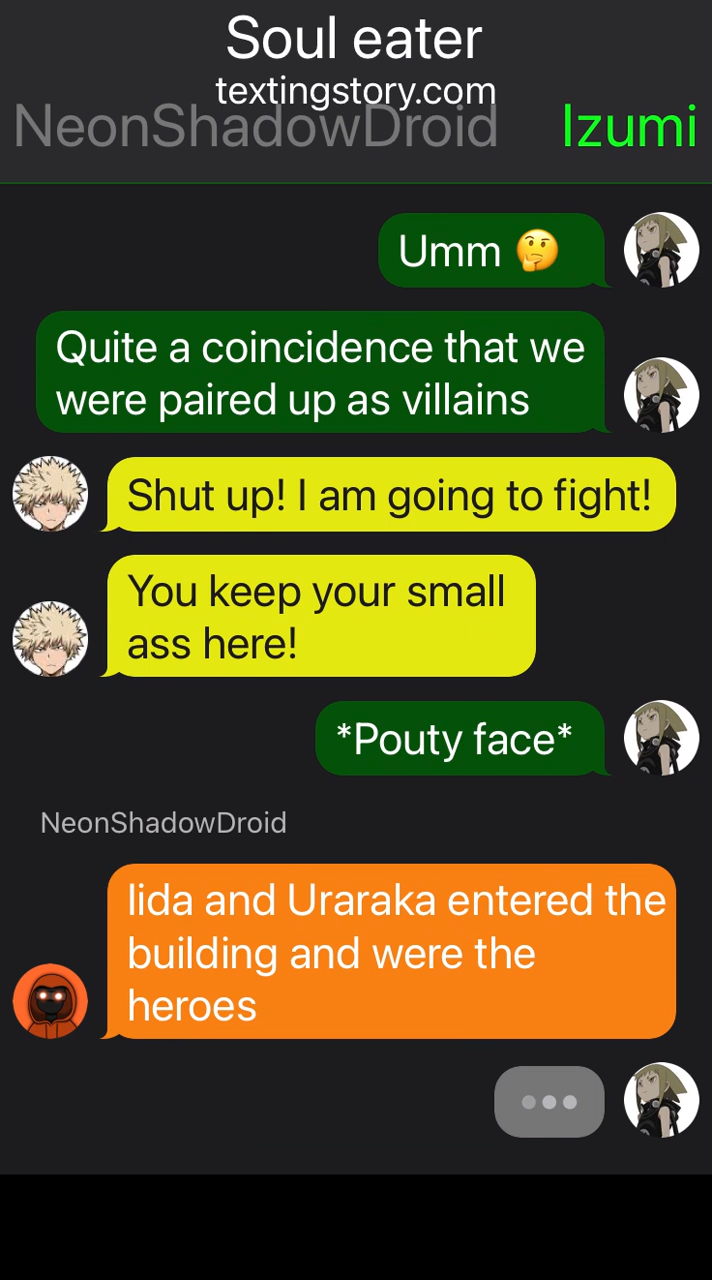 Soul eater
textingstory.com
NeonShadowDroid Izumi
Umm 🤔
Quite a coincidence that we
were paired up as villains
Shut up! I am going to fight!
You keep your small
ass here!
*Pouty face*
NeonShadowDroid
Iida and Uraraka entered the
building and were the
heroes